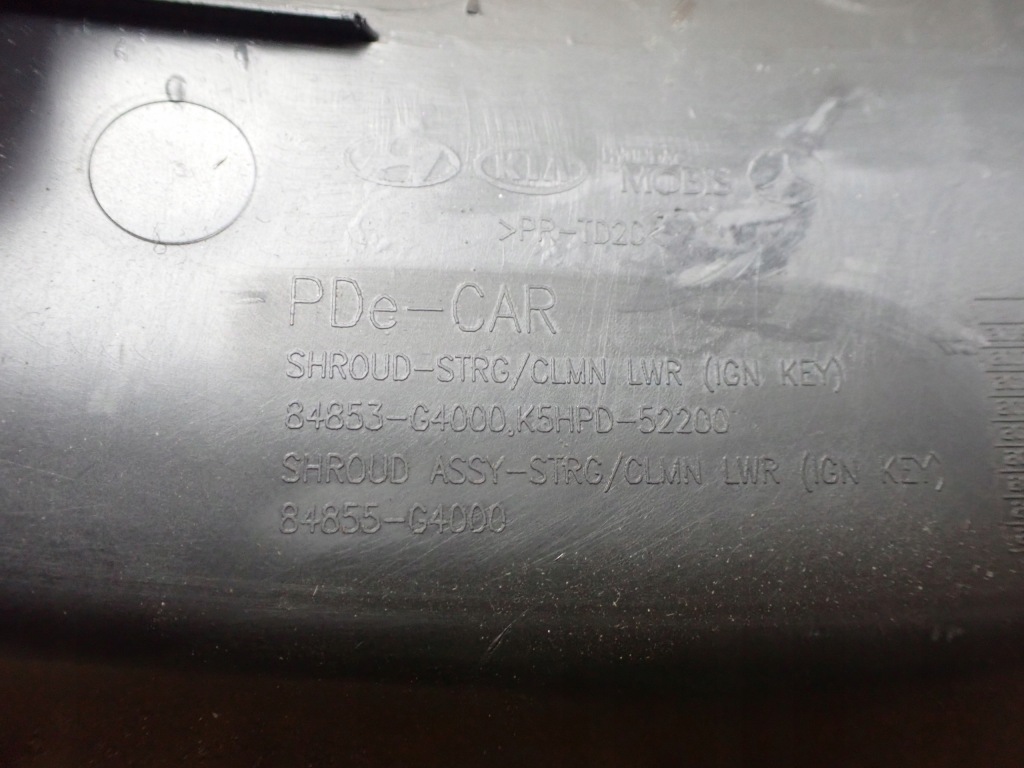 KIA
MOBIS
>PP-TD20<
PDe-CAR
SHROUD-STRG/CLMN LWR (IGN KEY)
84853-G4000,K5HPD-52200
SHROUD ASSY-STRG/CLMN LWR (IGN KEY)
84855-G4000